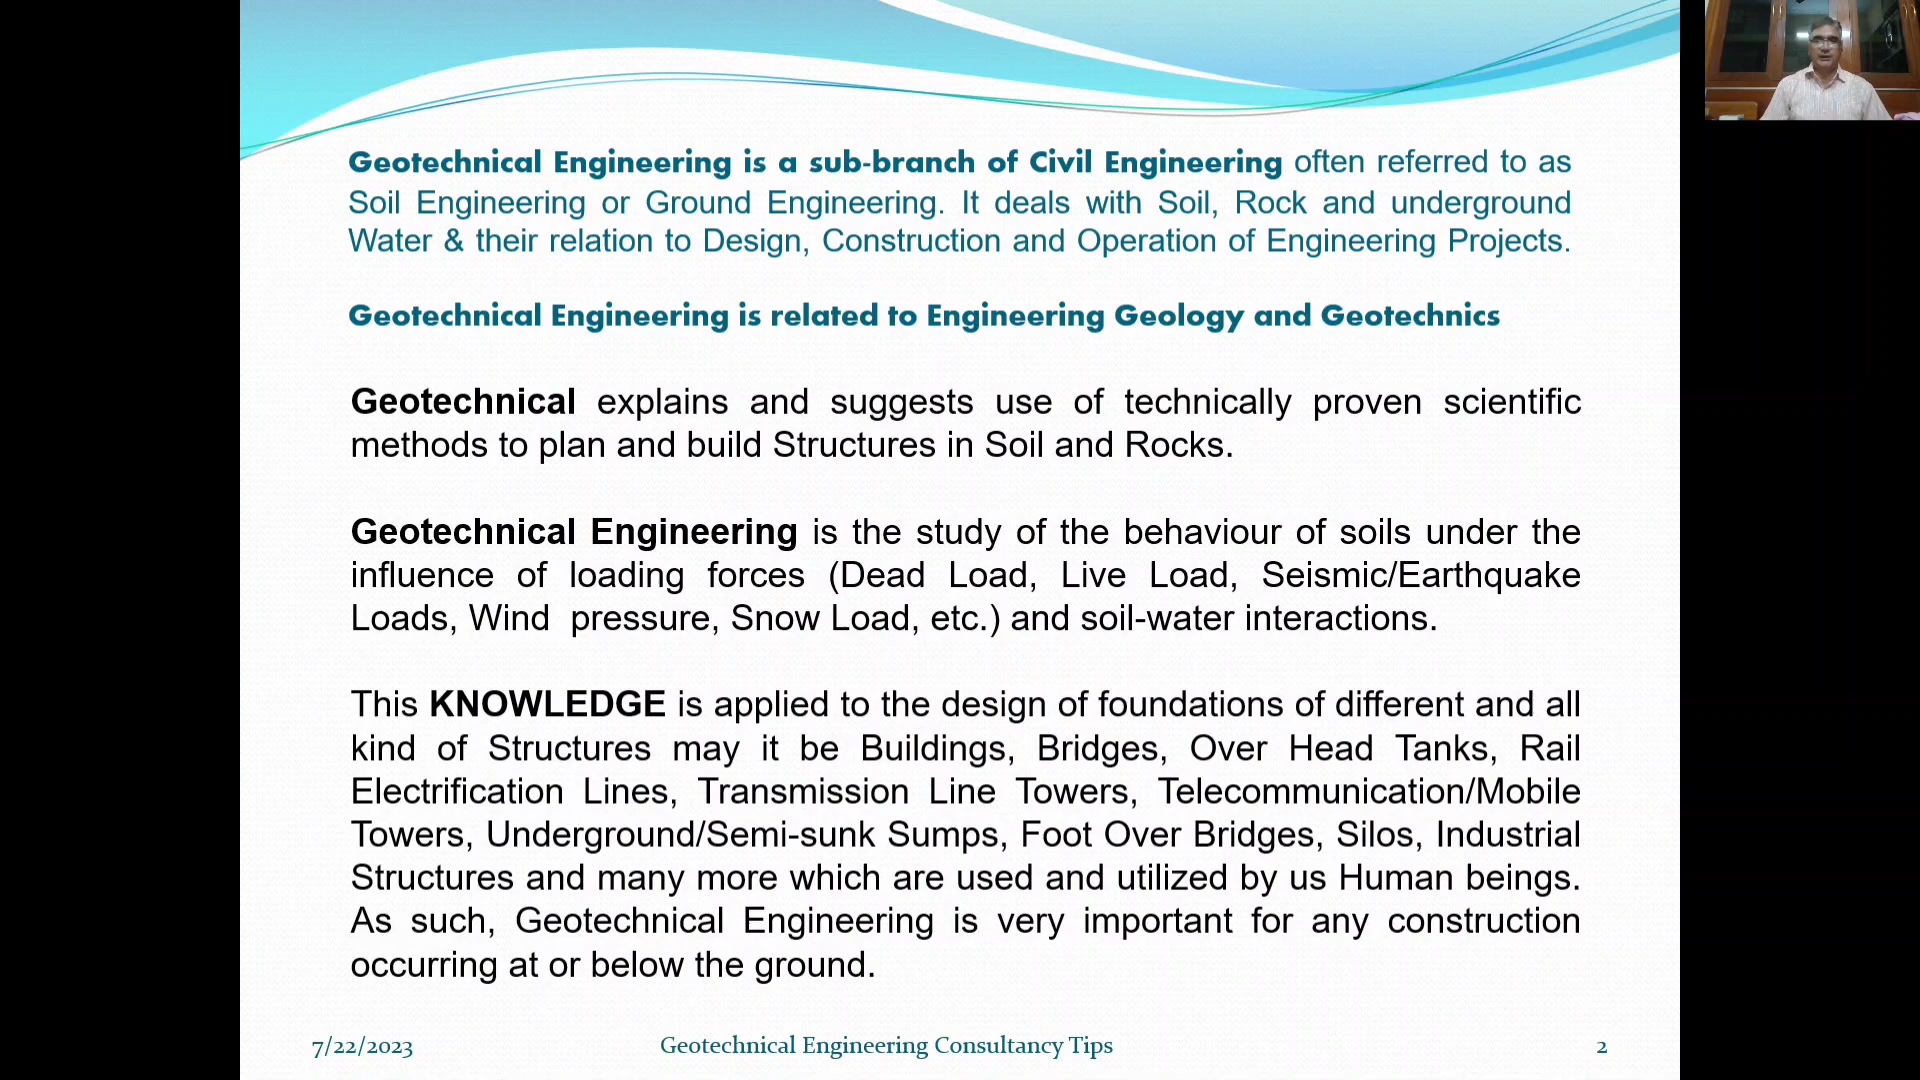 Geotechnical Engineering is a sub-branch of Civil Engineering often referred to as
Soil Engineering or Ground Engineering. It deals with Soil, Rock and underground
Water & their relation to Design, Construction and Operation of Engineering Projects.
Geotechnical Engineering is related to Engineering Geology and Geotechnics
Geotechnical explains and suggests use of technically proven scientific
methods to plan and build Structures in Soil and Rocks.
Geotechnical Engineering is the study of the behaviour of soils under the
influence of loading forces (Dead Load, Live Load, Seismic/Earthquake
Loads, Wind pressure, Snow Load, etc.) and soil-water interactions.
This KNOWLEDGE is applied to the design of foundations of different and all
kind of Structures may it be Buildings, Bridges, Over Head Tanks, Rail
Electrification Lines, Transmission Line Towers, Telecommunication/Mobile
Towers, Underground/Semi-sunk Sumps, Foot Over Bridges, Silos, Industrial
Structures and many more which are used and utilized by us Human beings.
As such, Geotechnical Engineering is very important for any construction
occurring at or below the ground.
7/22/2023 Geotechnical Engineering Consultancy Tips 2